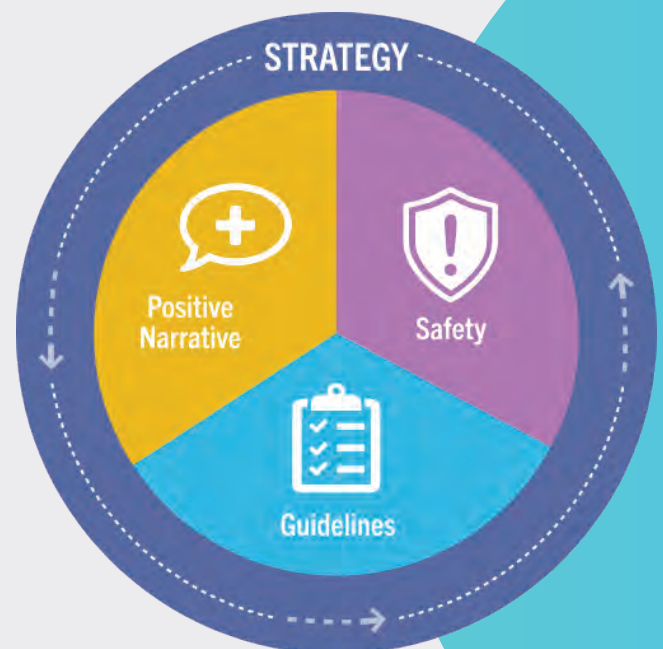 STRATEGY
Positive
Narrative
Safety
Guidelines